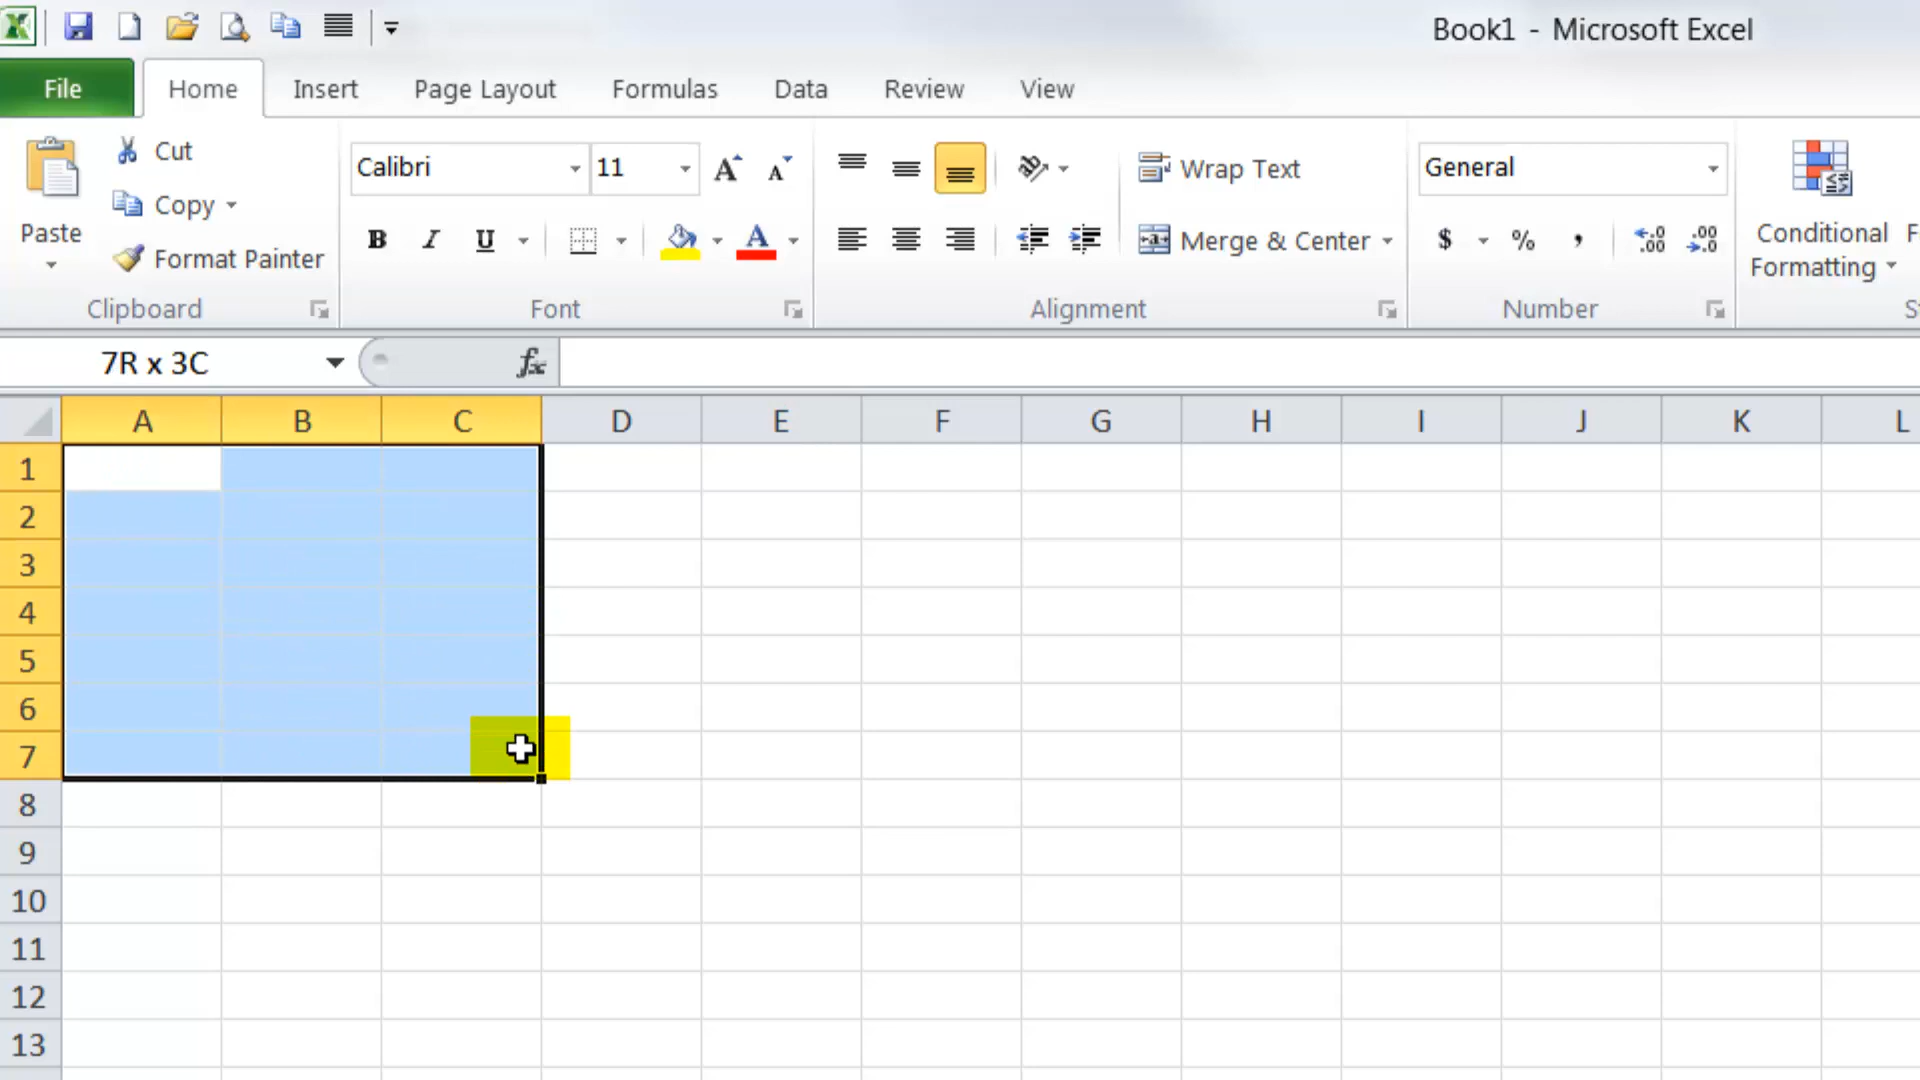 Book1 - Microsoft Excel
File Home Insert Page Layout Formulas Data Review View
Paste
Cut
Copy
Format Painter
Clipboard
Calibri 11
B I U
Font
Wrap Text
Merge & Center
Alignment
General
$ % ,
Number
Conditional
Formatting
7R x 3C fx
A B C D E F G H I J K L
1
2
3
4
5
6
7
8
9
10
11
12
13